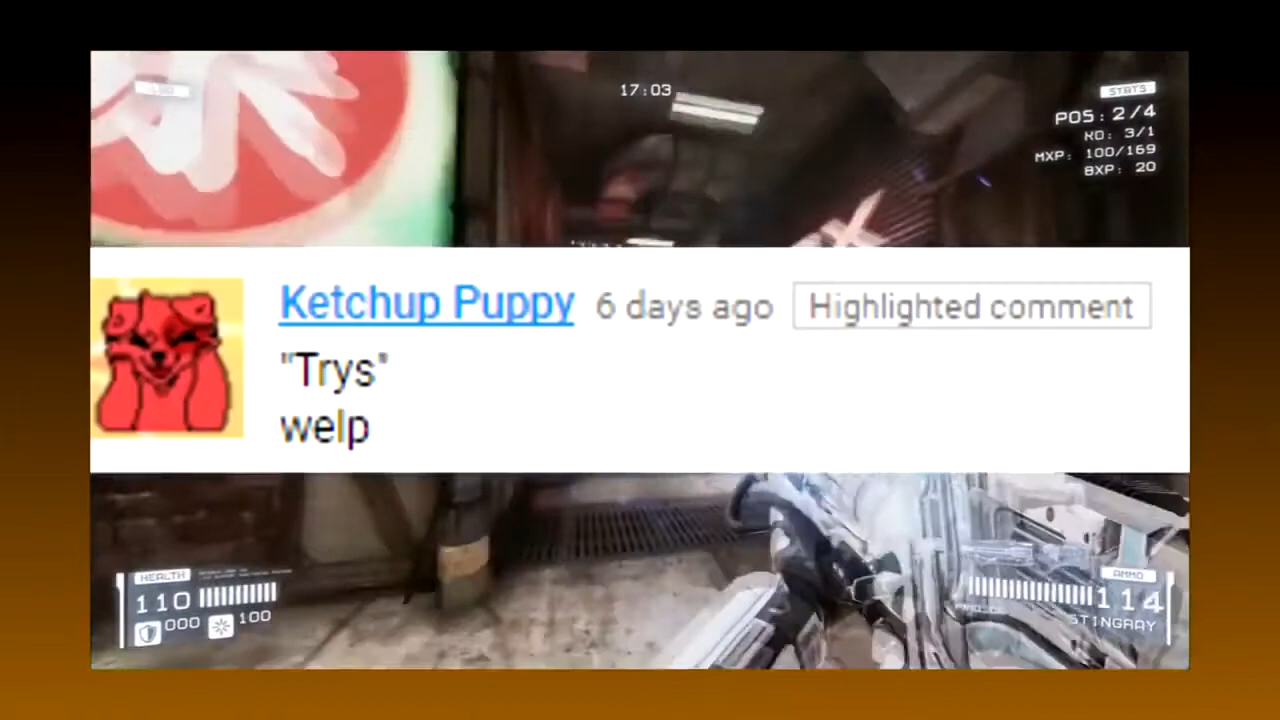 17:03
STATS
POS: 2/4
KD: 3/1
MXP: 100/169
BXP: 20
Ketchup Puppy 6 days ago Highlighted comment
"Trys"
welp
HEALTH
110
000 100
AMMO
114
STINGRAY